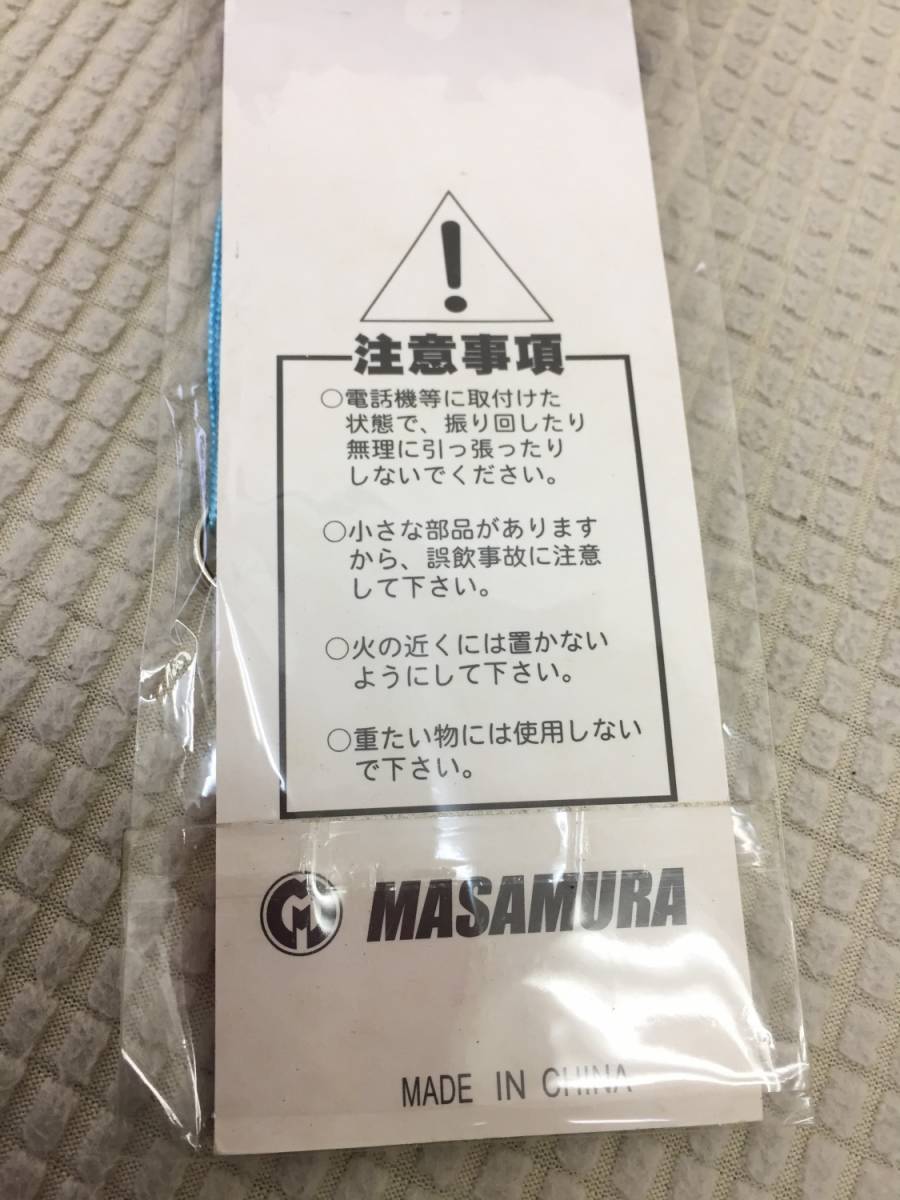 注意事項
○電話機等に取付けた
状態で、振り回したり
無理に引っ張ったり
しないでください。
○小さな部品があります
から、誤飲事故に注意
して下さい。
○火の近くには置かない
ようにして下さい。
○重たい物には使用しない
で下さい。
MASAMURA
MADE IN CHINA